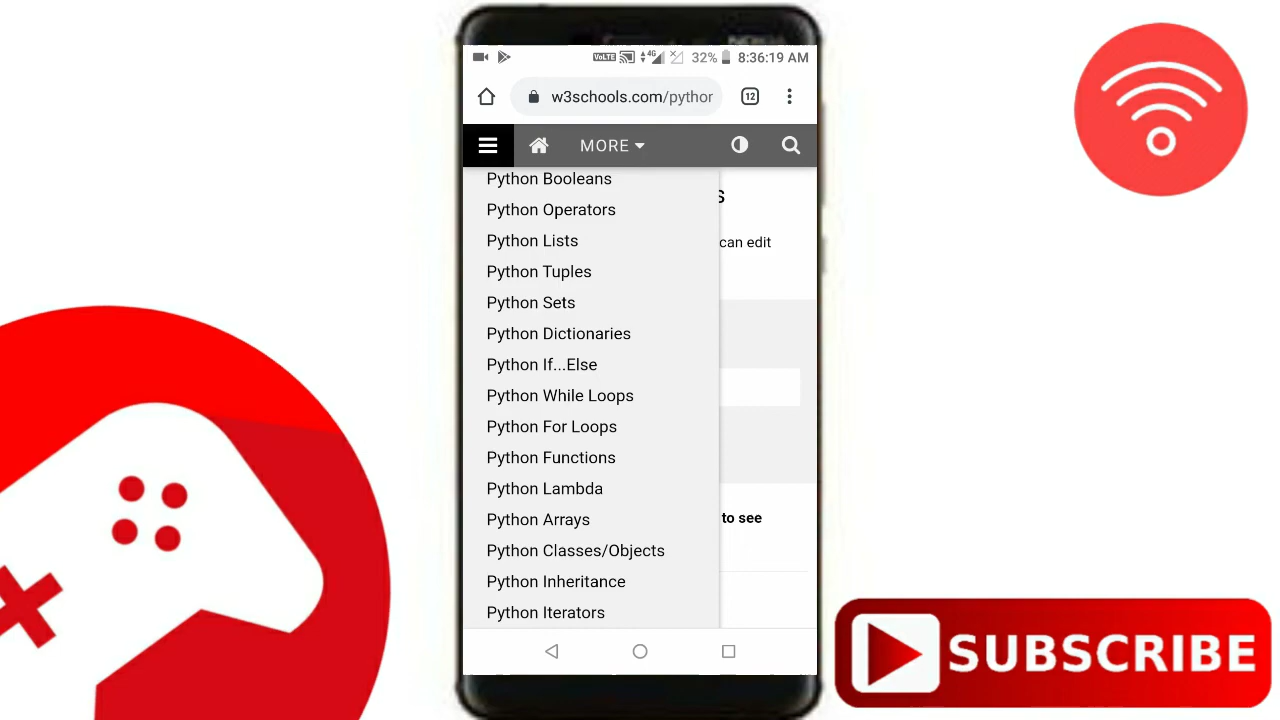 VoLTE 4G 32% 8:36:19 AM
w3schools.com/pythor
12
MORE
Python Booleans
s
Python Operators
Python Lists
can edit
Python Tuples
Python Sets
Python Dictionaries
Python If...Else
Python While Loops
Python For Loops
Python Functions
Python Lambda
Python Arrays
to see
Python Classes/Objects
Python Inheritance
Python Iterators
SUBSCRIBE